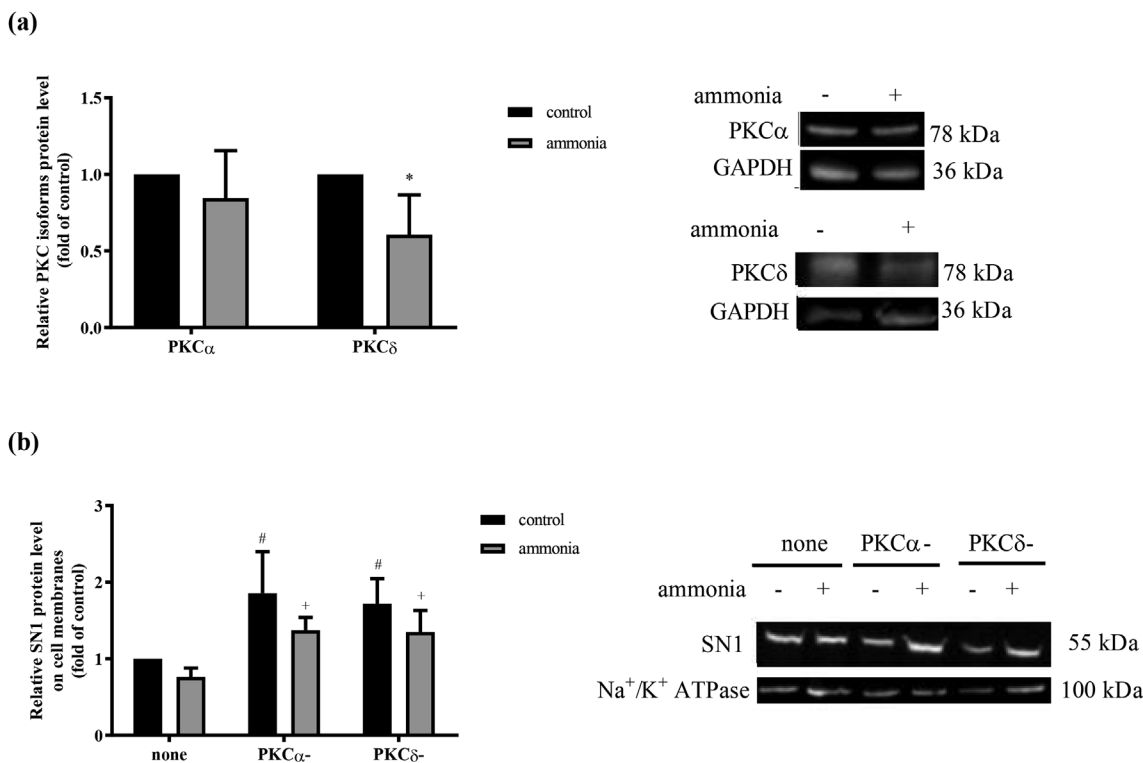 (a)
Relative PKC isoforms protein level
(fold of control)
1.5
1.0
0.5
0.0
PKCα
PKCδ
*
control
ammonia
ammonia - +
PKCα 78 kDa
GAPDH 36 kDa
ammonia - +
PKCδ 78 kDa
GAPDH 36 kDa
(b)
Relative SN1 protein level
on cell membranes
(fold of control)
3
2
1
0
# + # +
none PKCα- PKCδ-
control
ammonia
none PKCα- PKCδ-
ammonia - + - + - +
SN1 55 kDa
Na⁺/K⁺ ATPase 100 kDa